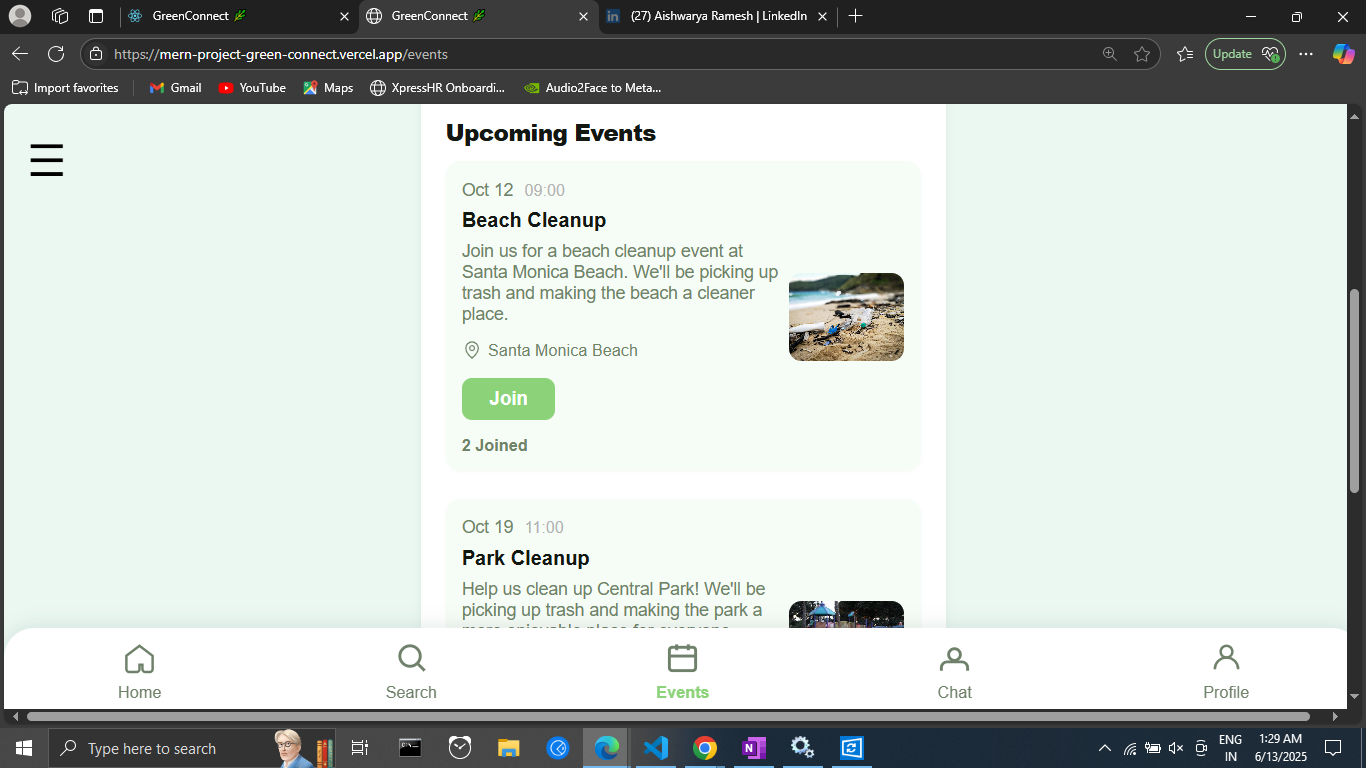 GreenConnect
GreenConnect
(27) Aishwarya Ramesh | LinkedIn
https://mern-project-green-connect.vercel.app/events
Update
Import favorites
Gmail
YouTube
Maps
XpressHR Onboardi...
Audio2Face to Meta...
Upcoming Events
Oct 12 09:00
Beach Cleanup
Join us for a beach cleanup event at
Santa Monica Beach. We'll be picking up
trash and making the beach a cleaner
place.
Santa Monica Beach
Join
2 Joined
Oct 19 11:00
Park Cleanup
Help us clean up Central Park! We'll be
picking up trash and making the park a
more enjoyable place for everyone.
Home
Search
Events
Chat
Profile
Type here to search
ENG
IN
1:29 AM
6/13/2025